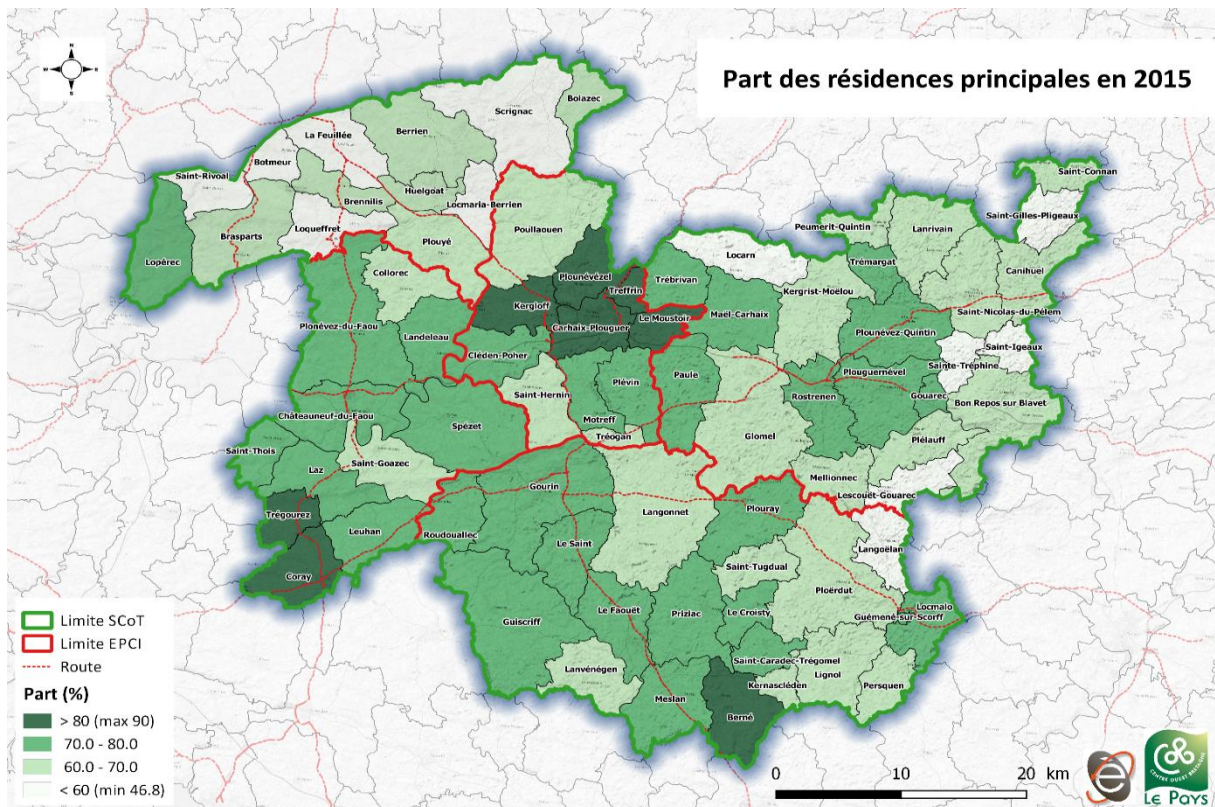 Part des résidences principales en 2015
N
W
S
Bolazec
Scrignac
La Feuillée
Berrien
Botmeur
Saint-Rivoal
Huelgoat
Locmaria-Berrien
Brennilis
Saint-Connan
Saint-Gilles-Pligeaux
Peumerit-Quintin
Lanrivain
Loqueffret
Brasparts
Plouyé
Poullaouen
Lopérec
Collorec
Locarn
Trémargat
Canihuel
Plounévézel
Treffrin
Trébrivan
Kergrist-Moëlou
Kergloff
Plonévez-du-Faou
Carhaix-Plouguer
Le Moustoir
Maël-Carhaix
Saint-Nicolas-du-Pélem
Landeleau
Plounévez-Quintin
Saint-Igeaux
Cléden-Poher
Sainte-Tréphine
Plouguernével
Paule
Plévin
Saint-Hernin
Rostrenen
Gouarec
Bon Repos sur Blavet
Châteauneuf-du-Faou
Spézet
Motreff
Tréogan
Glomel
Plélauff
Saint-Thois
Laz
Saint-Goazec
Mellionnec
Lescouët-Gouarec
Gourin
Langonnet
Plouray
Trégourez
Leuhan
Roudouallec
Le Saint
Langoëlan
Saint-Tugdual
Coray
Ploërdut
Le Faouët
Priziac
Le Croisty
Locmalo
Guémené-sur-Scorff
Guiscriff
Saint-Caradec-Trégomel
Lanvénégen
Lignol
Kernascléden
Persquen
Meslan
Berné
Limite SCoT
Limite EPCI
Route
Part (%)
> 80 (max 90)
70.0 - 80.0
60.0 - 70.0
< 60 (min 46.8)
0 10 20 km
è
CENTRE OUEST BRETAGNE
LE PAYS